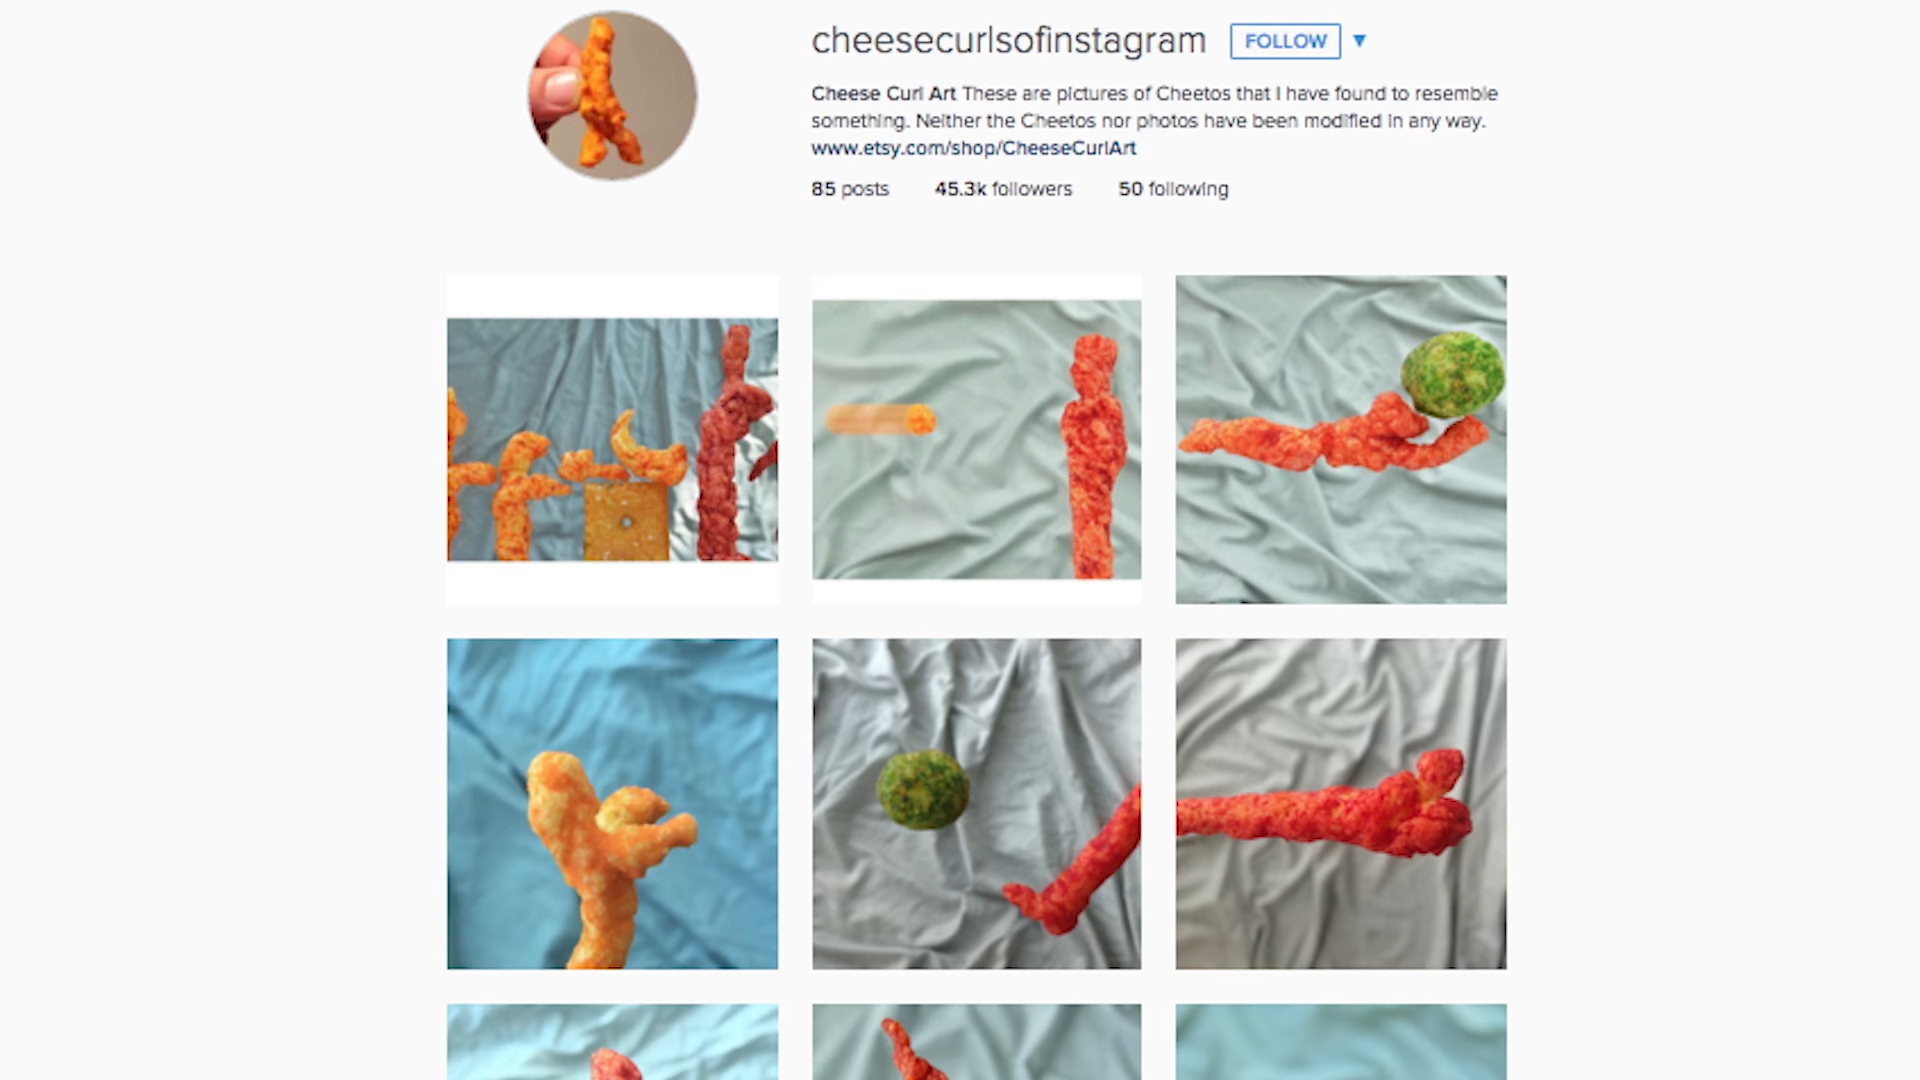 cheesecurlsofinstagram FOLLOW
Cheese Curl Art These are pictures of Cheetos that I have found to resemble
something. Neither the Cheetos nor photos have been modified in any way.
www.etsy.com/shop/CheeseCurlArt
85 posts 45.3k followers 50 following